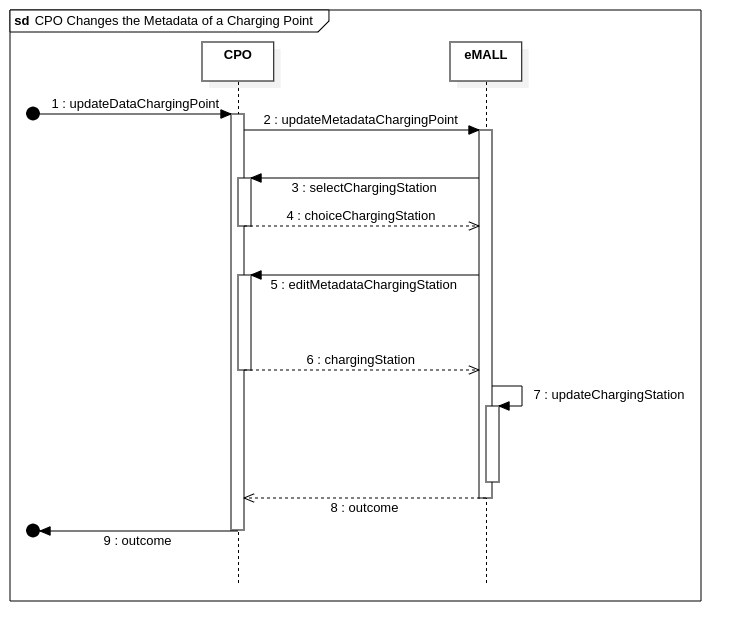 sd CPO Changes the Metadata of a Charging Point
CPO
eMALL
1 : updateDataChargingPoint
2 : updateMetadataChargingPoint
3 : selectChargingStation
4 : choiceChargingStation
5 : editMetadataChargingStation
6 : chargingStation
7 : updateChargingStation
8 : outcome
9 : outcome